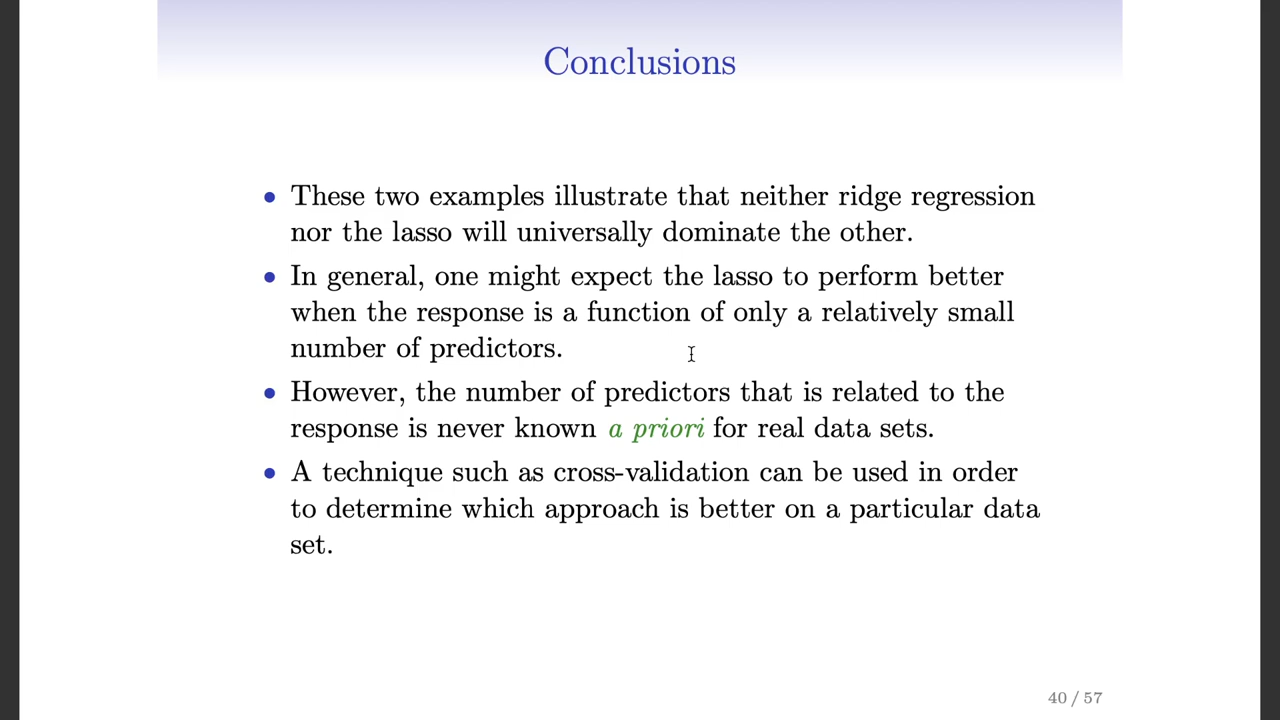 Conclusions
• These two examples illustrate that neither ridge regression
nor the lasso will universally dominate the other.
• In general, one might expect the lasso to perform better
when the response is a function of only a relatively small
number of predictors.
• However, the number of predictors that is related to the
response is never known a priori for real data sets.
• A technique such as cross-validation can be used in order
to determine which approach is better on a particular data
set.
40 / 57